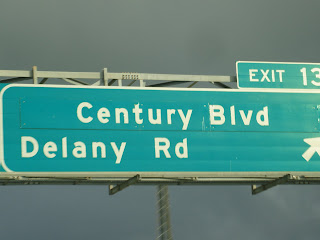 EXIT 13
Century Blvd
Delany Rd